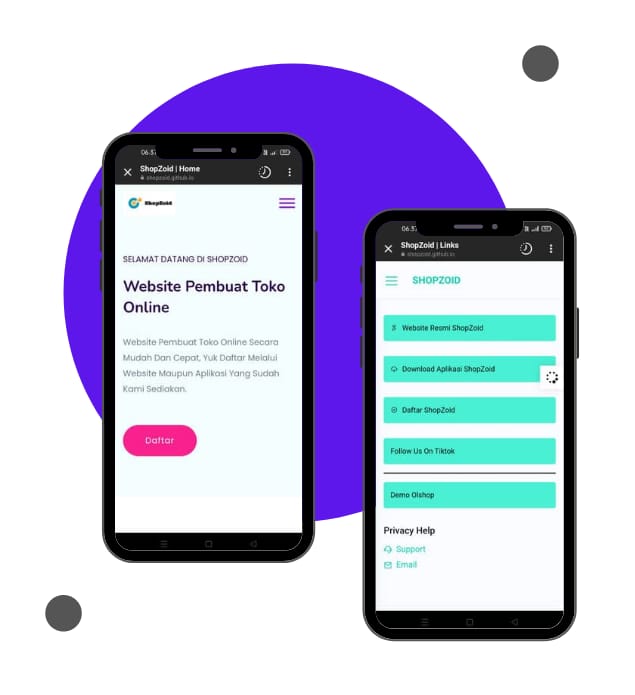 06.57
ShopZoid | Home
shopzoid.github.io
ShopZoid
SELAMAT DATANG DI SHOPZOID
Website Pembuat Toko
Online
Website Pembuat Toko Online Secara
Mudah Dan Cepat, Yuk Daftar Melalui
Website Maupun Aplikasi Yang Sudah
Kami Sediakan.
Daftar
06.57
ShopZoid | Links
shopzoid.github.io
SHOPZOID
Website Resmi ShopZoid
Download Aplikasi ShopZoid
Daftar ShopZoid
Follow Us On Tiktok
Demo Olshop
Privacy Help
Support
Email